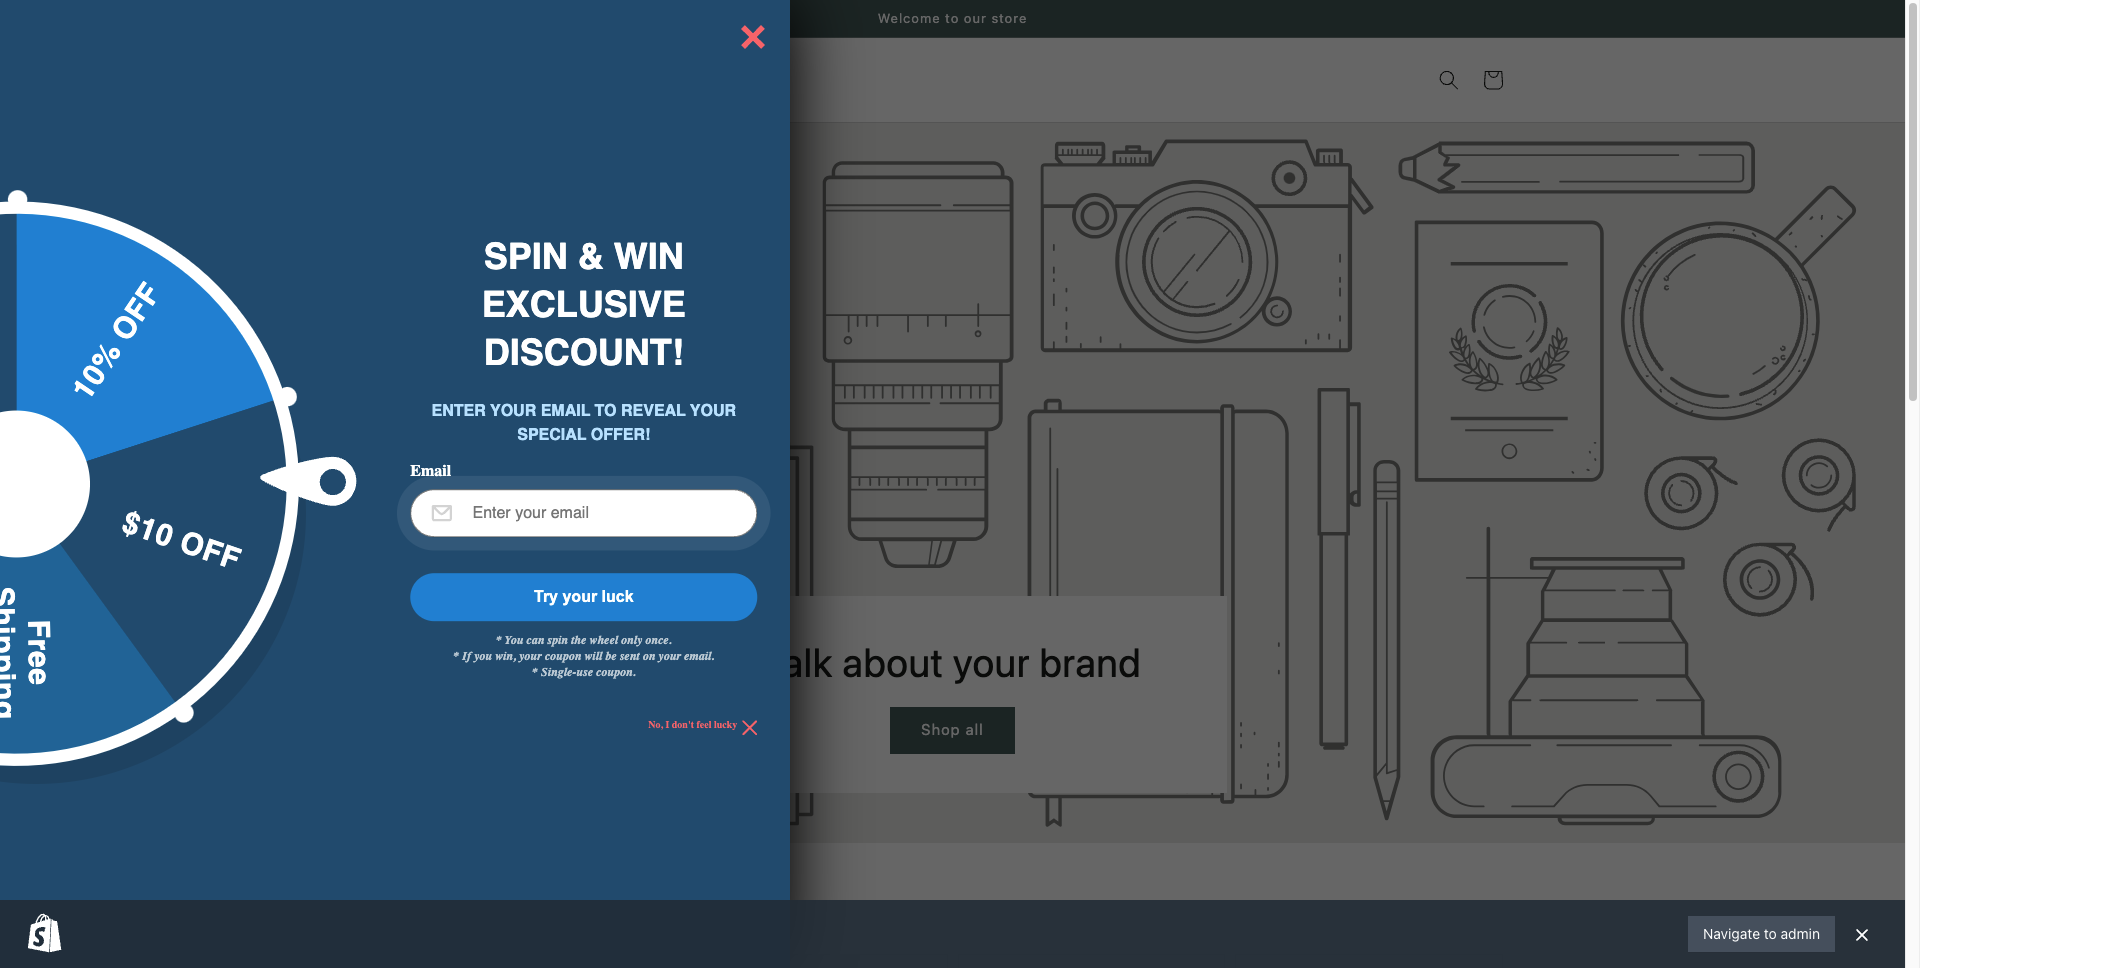 Welcome to our store
10% OFF
$10 OFF
Free
Shipping
SPIN & WIN
EXCLUSIVE
DISCOUNT!
ENTER YOUR EMAIL TO REVEAL YOUR
SPECIAL OFFER!
Email
Enter your email
Try your luck
* You can spin the wheel only once.
* If you win, your coupon will be sent on your email.
* Single-use coupon.
No, I don't feel lucky
alk about your brand
Shop all
Navigate to admin